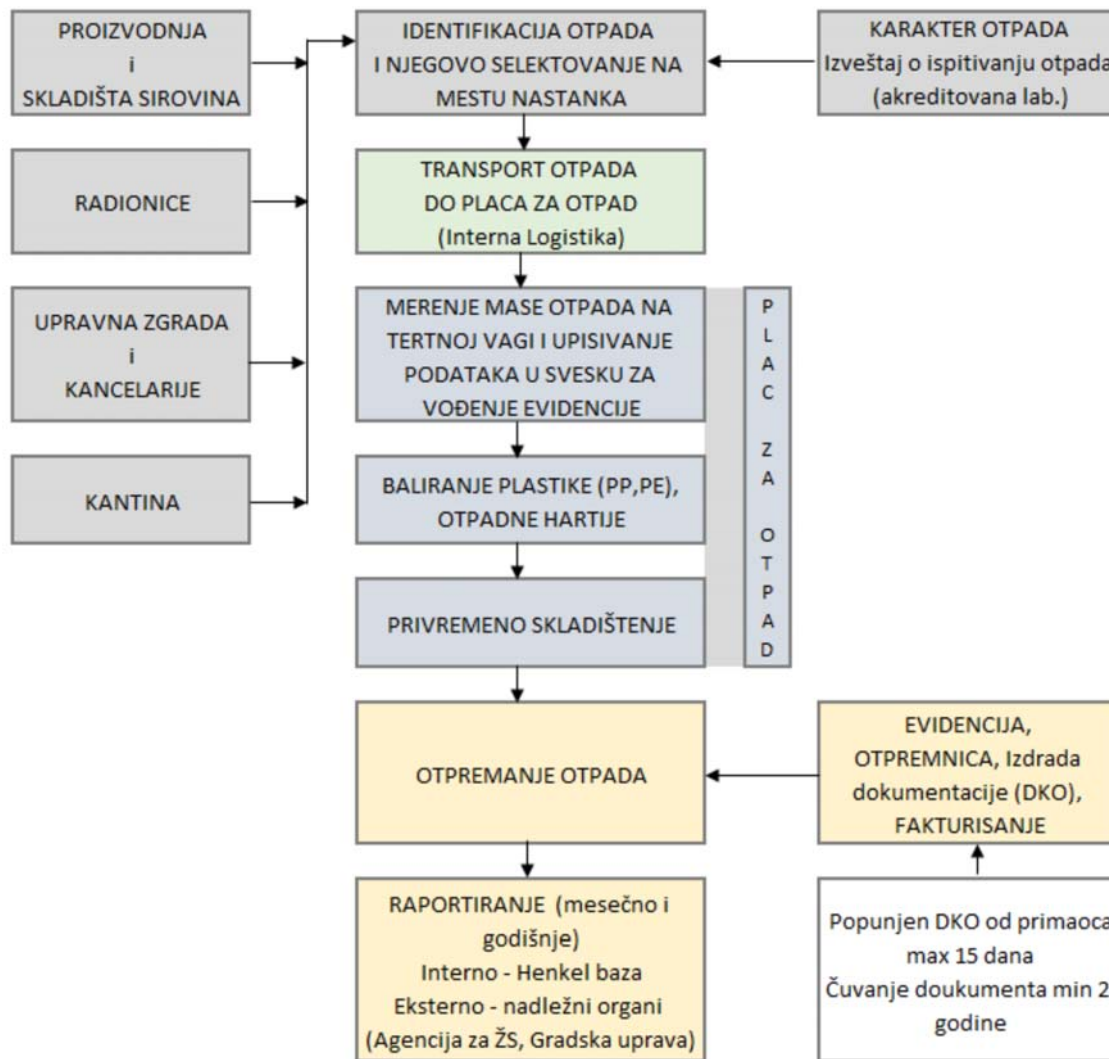 PROIZVODNJA
i
SKLADIŠTA SIROVINA
IDENTIFIKACIJA OTPADA
I NJEGOVO SELEKTOVANJE NA
MESTU NASTANKA
KARAKTER OTPADA
Izveštaj o ispitivanju otpada
(akreditovana lab.)
RADIONICE
TRANSPORT OTPADA
DO PLACA ZA OTPAD
(Interna Logistika)
UPRAVNA ZGRADA
i
KANCELARIJE
MERENJE MASE OTPADA NA
TERTNOJ VAGI I UPISIVANJE
PODATAKA U SVESKU ZA
VOĐENJE EVIDENCIJE
PLAC ZA OTPAD
KANTINA
BALIRANJE PLASTIKE (PP,PE),
OTPADNE HARTIJE
PRIVREMENO SKLADIŠTENJE
OTPREMANJE OTPADA
EVIDENCIJA,
OTPREMNICA, Izdrada
dokumentacije (DKO),
FAKTURISANJE
RAPORTIRANJE (mesečno i
godišnje)
Interno - Henkel baza
Eksterno - nadležni organi
(Agencija za ŽS, Gradska uprava)
Popunjen DKO od primaoca
max 15 dana
Čuvanje doukumenta min 2
godine